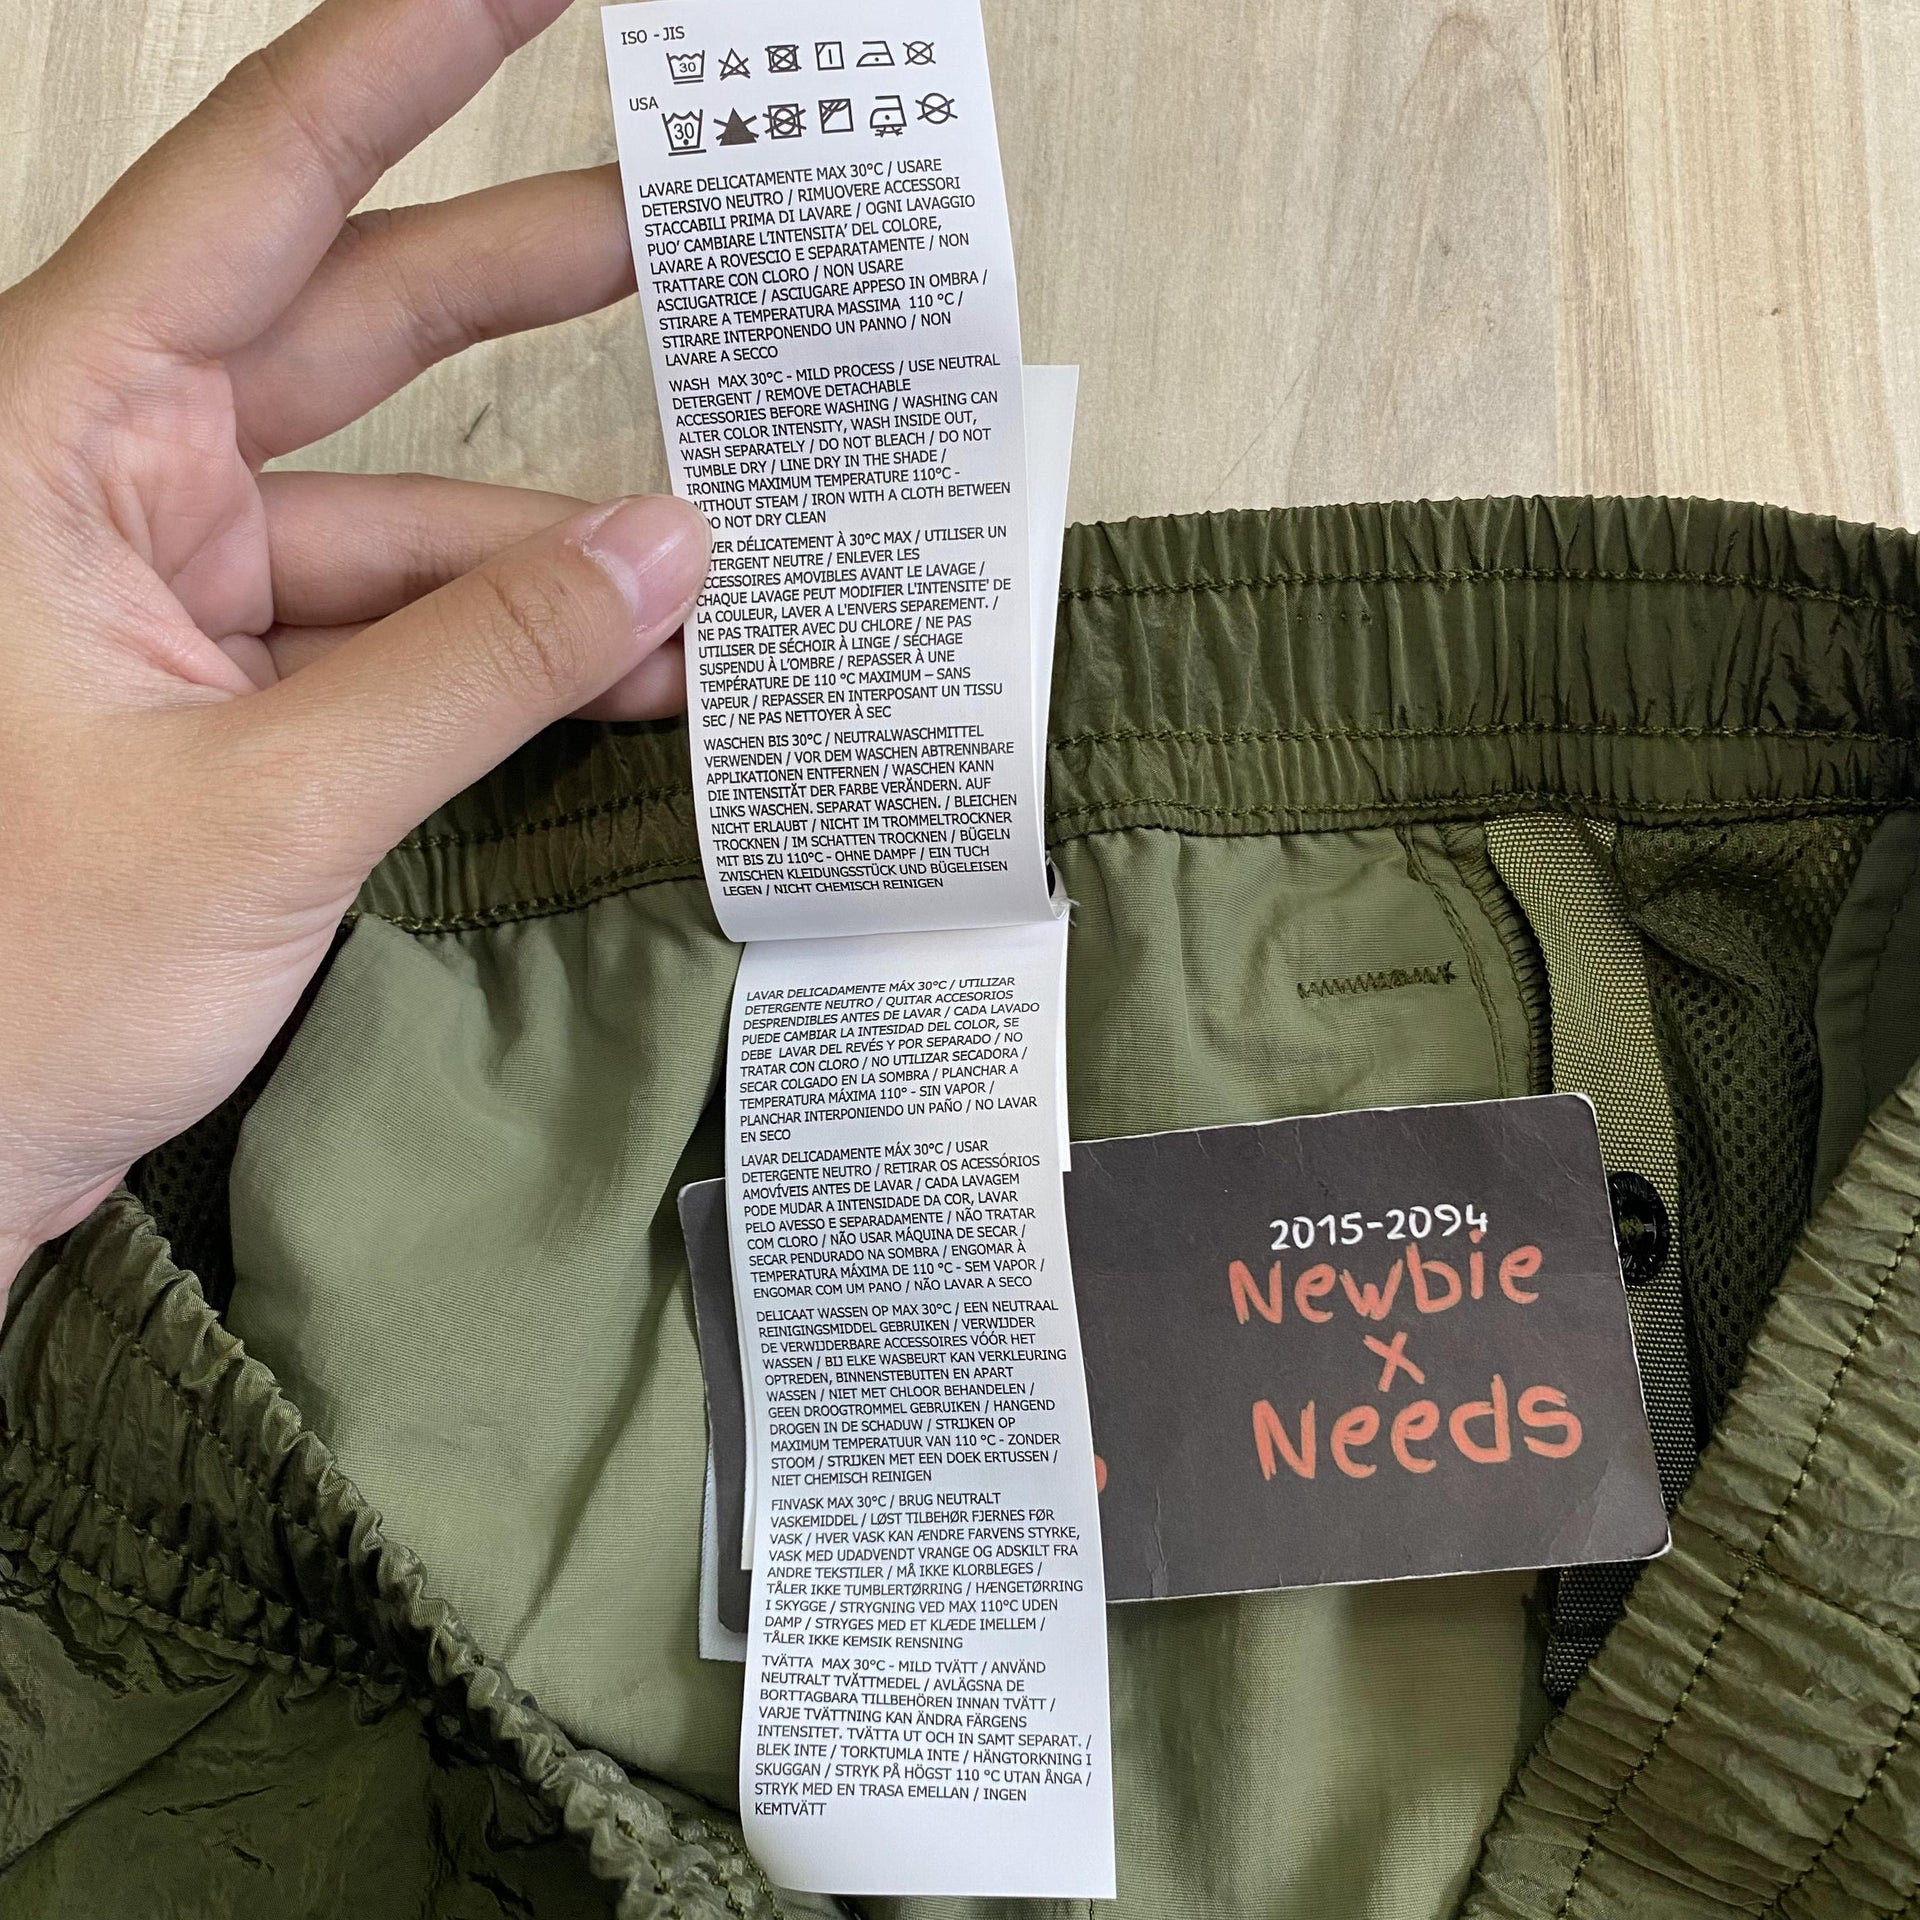 ISO - JIS
30
USA
30
LAVARE DELICATAMENTE MAX 30°C / USARE
DETERSIVO NEUTRO / RIMUOVERE ACCESSORI
STACCABILI PRIMA DI LAVARE / OGNI LAVAGGIO
PUO' CAMBIARE L'INTENSITA' DEL COLORE,
LAVARE A ROVESCIO E SEPARATAMENTE / NON
TRATTARE CON CLORO / NON USARE
ASCIUGATRICE / ASCIUGARE APPESO IN OMBRA /
STIRARE A TEMPERATURA MASSIMA 110 °C /
STIRARE INTERPONENDO UN PANNO / NON
LAVARE A SECCO
WASH MAX 30°C - MILD PROCESS / USE NEUTRAL
DETERGENT / REMOVE DETACHABLE
ACCESSORIES BEFORE WASHING / WASHING CAN
ALTER COLOR INTENSITY, WASH INSIDE OUT,
WASH SEPARATELY / DO NOT BLEACH / DO NOT
TUMBLE DRY / LINE DRY IN THE SHADE /
IRONING MAXIMUM TEMPERATURE 110°C -
WITHOUT STEAM / IRON WITH A CLOTH BETWEEN
DO NOT DRY CLEAN
VER DÉLICATEMENT À 30°C MAX / UTILISER UN
TERGENT NEUTRE / ENLEVER LES
CCESSOIRES AMOVIBLES AVANT LE LAVAGE /
CHAQUE LAVAGE PEUT MODIFIER L'INTENSITE' DE
LA COULEUR, LAVER A L'ENVERS SEPAREMENT. /
NE PAS TRAITER AVEC DU CHLORE / NE PAS
UTILISER DE SÉCHOIR À LINGE / SÉCHAGE
SUSPENDU À L'OMBRE / REPASSER À UNE
TEMPÉRATURE DE 110 °C MAXIMUM – SANS
VAPEUR / REPASSER EN INTERPOSANT UN TISSU
SEC / NE PAS NETTOYER À SEC
WASCHEN BIS 30°C / NEUTRALWASCHMITTEL
VERWENDEN / VOR DEM WASCHEN ABTRENNBARE
APPLIKATIONEN ENTFERNEN / WASCHEN KANN
DIE INTENSITÄT DER FARBE VERÄNDERN. AUF
LINKS WASCHEN. SEPARAT WASCHEN. / BLEICHEN
NICHT ERLAUBT / NICHT IM TROMMELTROCKNER
TROCKNEN / IM SCHATTEN TROCKNEN / BÜGELN
MIT BIS ZU 110°C - OHNE DAMPF / EIN TUCH
ZWISCHEN KLEIDUNGSSTÜCK UND BÜGELEISEN
LEGEN / NICHT CHEMISCH REINIGEN
LAVAR DELICADAMENTE MÁX 30°C / UTILIZAR
DETERGENTE NEUTRO / QUITAR ACCESORIOS
DESPRENDIBLES ANTES DE LAVAR / CADA LAVADO
PUEDE CAMBIAR LA INTESIDAD DEL COLOR, SE
DEBE LAVAR DEL REVÉS Y POR SEPARADO / NO
TRATAR CON CLORO / NO UTILIZAR SECADORA /
SECAR COLGADO EN LA SOMBRA / PLANCHAR A
TEMPERATURA MÁXIMA 110° - SIN VAPOR /
PLANCHAR INTERPONIENDO UN PAÑO / NO LAVAR
EN SECO
LAVAR DELICADAMENTE MÁX 30°C / USAR
DETERGENTE NEUTRO / RETIRAR OS ACESSÓRIOS
AMOVÍVEIS ANTES DE LAVAR / CADA LAVAGEM
PODE MUDAR A INTENSIDADE DA COR, LAVAR
PELO AVESSO E SEPARADAMENTE / NÃO TRATAR
COM CLORO / NÃO USAR MÁQUINA DE SECAR /
SECAR PENDURADO NA SOMBRA / ENGOMAR À
TEMPERATURA MÁXIMA DE 110 °C - SEM VAPOR /
ENGOMAR COM UM PANO / NÃO LAVAR A SECO
DELICAAT WASSEN OP MAX 30°C / EEN NEUTRAAL
REINIGINGSMIDDEL GEBRUIKEN / VERWIJDER
DE VERWIJDERBARE ACCESSOIRES VÓÓR HET
WASSEN / BIJ ELKE WASBEURT KAN VERKLEURING
OPTREDEN, BINNENSTEBUITEN EN APART
WASSEN / NIET MET CHLOOR BEHANDELEN /
GEEN DROOGTROMMEL GEBRUIKEN / HANGEND
DROGEN IN DE SCHADUW / STRIJKEN OP
MAXIMUM TEMPERATUUR VAN 110 °C - ZONDER
STOOM / STRIJKEN MET EEN DOEK ERTUSSEN /
NIET CHEMISCH REINIGEN
FINVASK MAX 30°C / BRUG NEUTRALT
VASKEMIDDEL / LØST TILBEHØR FJERNES FØR
VASK / HVER VASK KAN ÆNDRE FARVENS STYRKE,
VASK MED UDADVENDT VRANGE OG ADSKILT FRA
ANDRE TEKSTILER / MÅ IKKE KLORBLEGES /
TÅLER IKKE TUMBLERTØRRING / HÆNGETØRRING
I SKYGGE / STRYGNING VED MAX 110°C UDEN
DAMP / STRYGES MED ET KLÆDE IMELLEM /
TÅLER IKKE KEMSIK RENSNING
TVÄTTA MAX 30°C - MILD TVÄTT / ANVÄND
NEUTRALT TVÄTTMEDEL / AVLÄGSNA DE
BORTTAGBARA TILLBEHÖREN INNAN TVÄTT /
VARJE TVÄTTNING KAN ÄNDRA FÄRGENS
INTENSITET. TVÄTTA UT OCH IN SAMT SEPARAT. /
BLEK INTE / TORKTUMLA INTE / HÄNGTORKNING I
SKUGGAN / STRYK PÅ HÖGST 110 °C UTAN ÅNGA /
STRYK MED EN TRASA EMELLAN / INGEN
KEMTVÄTT
2015-2094
Newbie
x
Needs